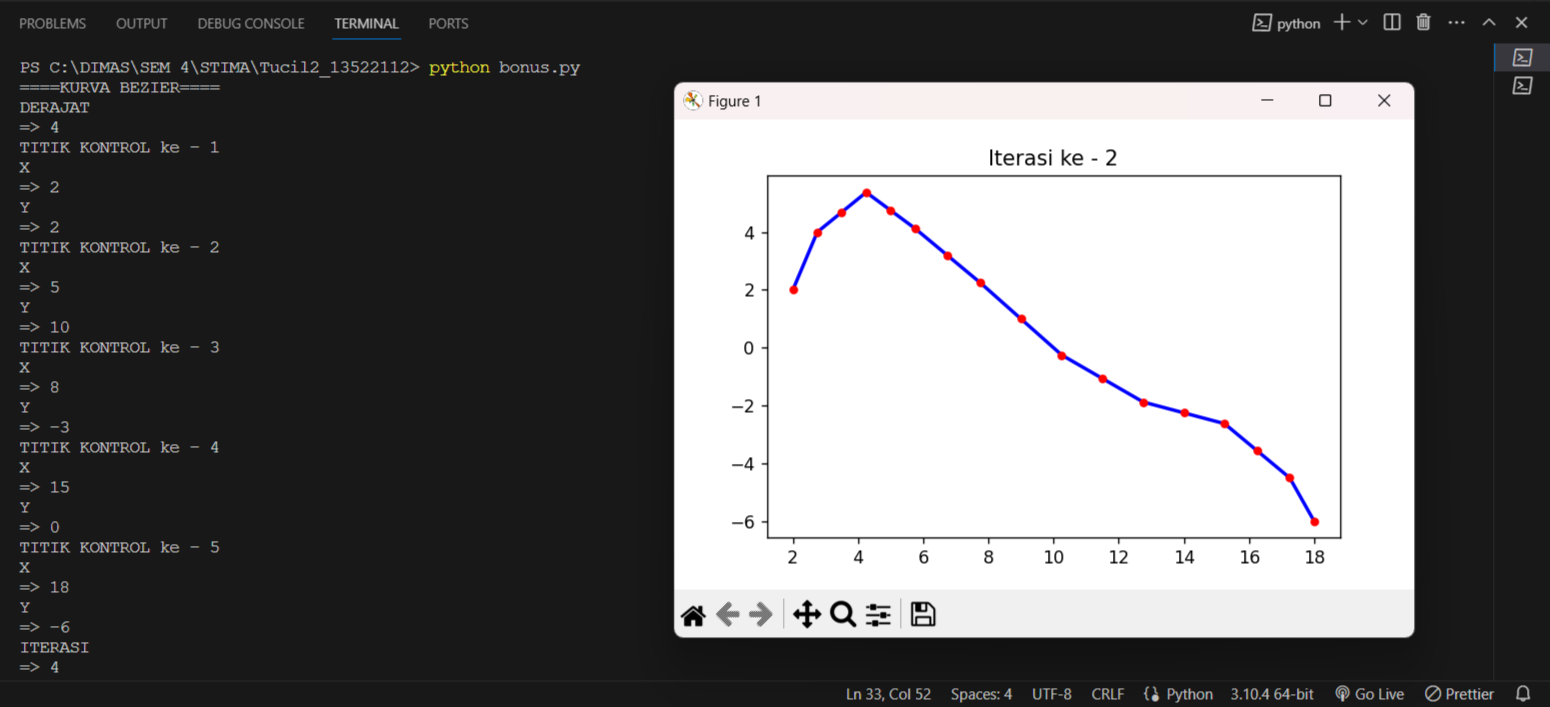 PROBLEMS OUTPUT DEBUG CONSOLE TERMINAL PORTS
python
PS C:\DIMAS\SEM 4\STIMA\Tucil2_13522112> python bonus.py
====KURVA BEZIER====
DERAJAT
=> 4
TITIK KONTROL ke - 1
X
=> 2
Y
=> 2
TITIK KONTROL ke - 2
X
=> 5
Y
=> 10
TITIK KONTROL ke - 3
X
=> 8
Y
=> -3
TITIK KONTROL ke - 4
X
=> 15
Y
=> 0
TITIK KONTROL ke - 5
X
=> 18
Y
=> -6
ITERASI
=> 4
Figure 1
Iterasi ke - 2
4
2
0
−2
−4
−6
2 4 6 8 10 12 14 16 18
Ln 33, Col 52 Spaces: 4 UTF-8 CRLF Python 3.10.4 64-bit Go Live Prettier